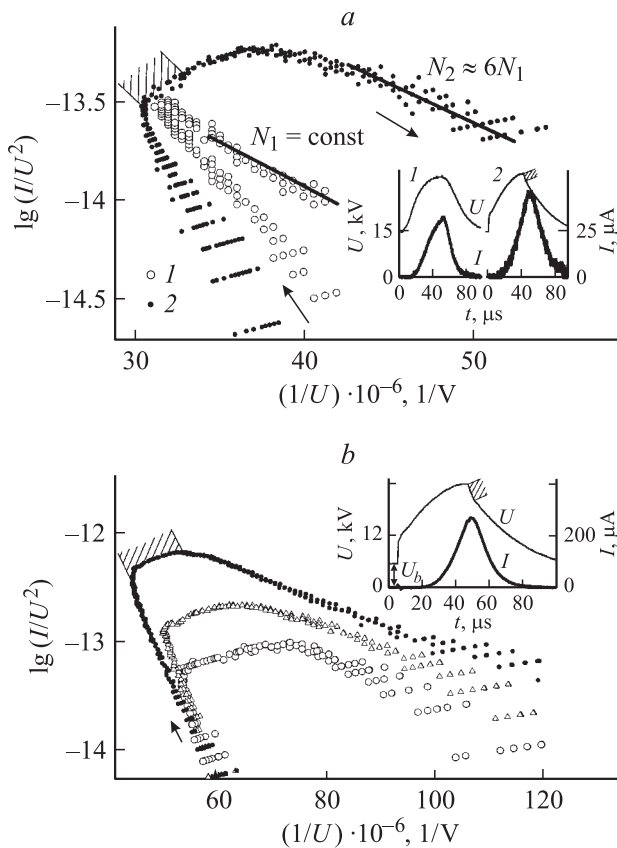 a
N₂ ≈ 6N₁
−13.5
N₁ = const
lg (I/U²)
−14
−14.5
1
2
1
2
U
U, kV
15
I
25
I, μA
0
0
0 40 80 0 40 80
t, μs
30 40 50
(1/U) · 10⁻⁶, 1/V
b
−12
U, kV
12
U
200
I, μA
U_b
I
0
0
0 20 40 60 80
t, μs
lg (I/U²)
−13
−14
60 80 100 120
(1/U) · 10⁻⁶, 1/V